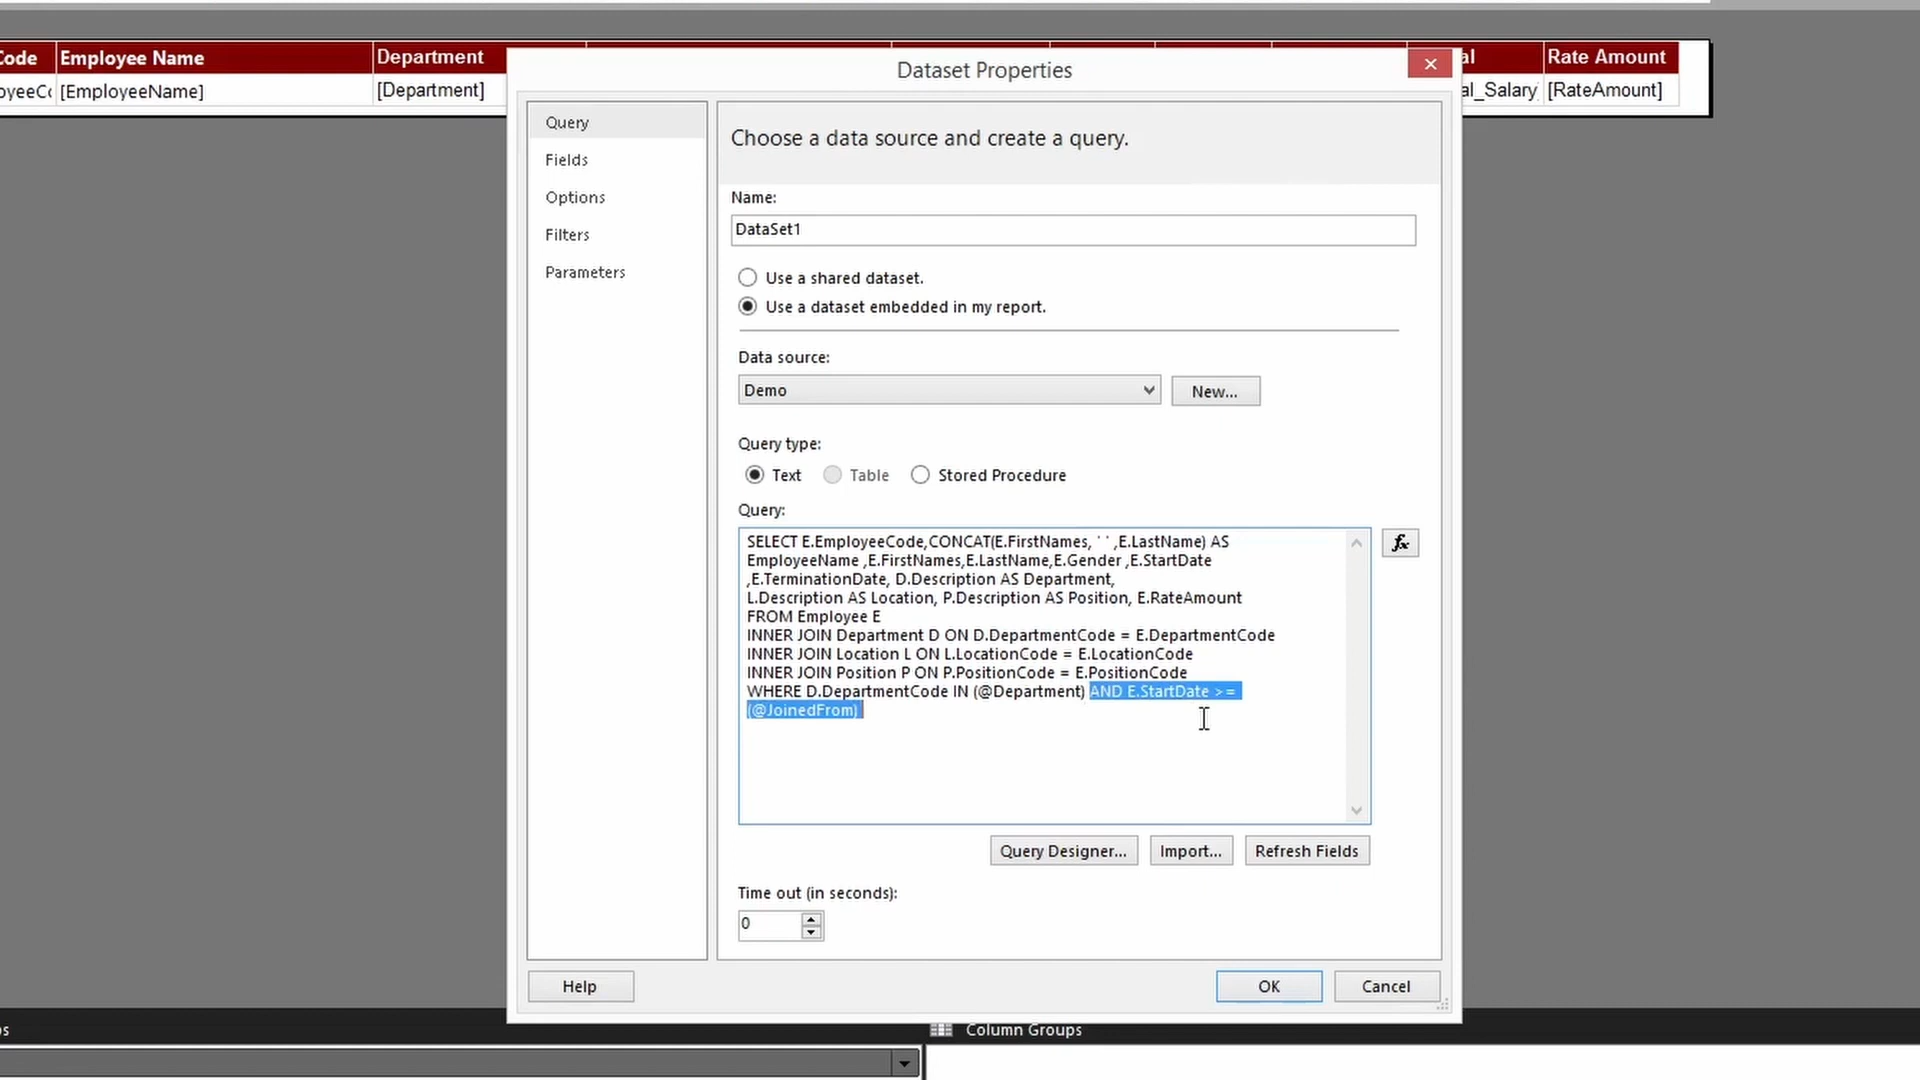 Code Employee Name Department al Rate Amount
oyeeCo [EmployeeName] [Department] al_Salary [RateAmount]
Dataset Properties
Query
Fields
Options
Filters
Parameters
Choose a data source and create a query.
Name:
DataSet1
Use a shared dataset.
Use a dataset embedded in my report.
Data source:
Demo
New...
Query type:
Text Table Stored Procedure
Query:
SELECT E.EmployeeCode,CONCAT(E.FirstNames, ' ' ,E.LastName) AS
EmployeeName ,E.FirstNames,E.LastName,E.Gender ,E.StartDate
,E.TerminationDate, D.Description AS Department,
L.Description AS Location, P.Description AS Position, E.RateAmount
FROM Employee E
INNER JOIN Department D ON D.DepartmentCode = E.DepartmentCode
INNER JOIN Location L ON L.LocationCode = E.LocationCode
INNER JOIN Position P ON P.PositionCode = E.PositionCode
WHERE D.DepartmentCode IN (@Department) AND E.StartDate >=
(@JoinedFrom)
fx
Query Designer... Import... Refresh Fields
Time out (in seconds):
0
Help OK Cancel
s Column Groups